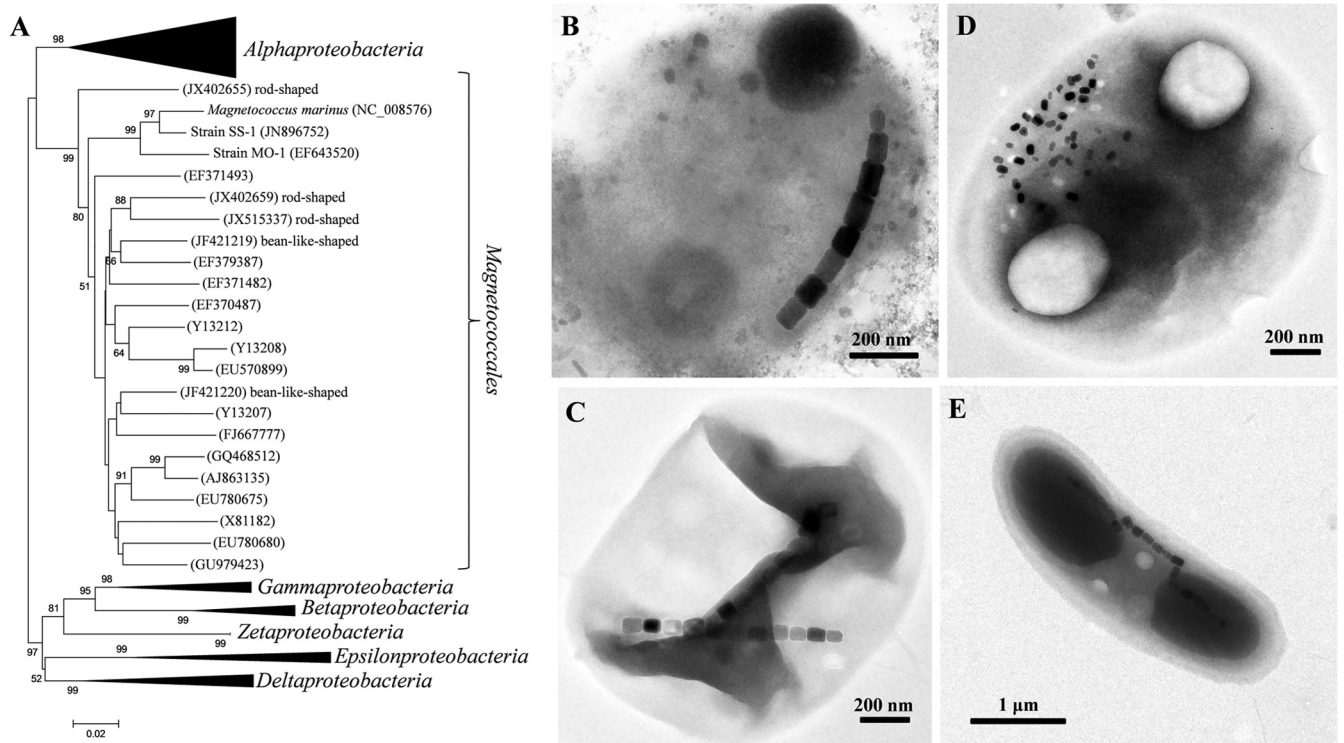 A
98
Alphaproteobacteria
(JX402655) rod-shaped
97
Magnetococcus marinus (NC_008576)
99
Strain SS-1 (JN896752)
99
Strain MO-1 (EF643520)
(EF371493)
88
(JX402659) rod-shaped
80
(JX515337) rod-shaped
(JF421219) bean-like-shaped
66
(EF379387)
51
(EF371482)
(EF370487)
(Y13212)
64
(Y13208)
99
(EU570899)
(JF421220) bean-like-shaped
(Y13207)
(FJ667777)
99
(GQ468512)
91
(AJ863135)
(EU780675)
(X81182)
(EU780680)
(GU979423)
Magnetococcales
98
Gammaproteobacteria
95
Betaproteobacteria
81
99
Zetaproteobacteria
99
97
99
Epsilonproteobacteria
52
99
Deltaproteobacteria
0.02
B
200 nm
C
200 nm
D
200 nm
E
1 μm